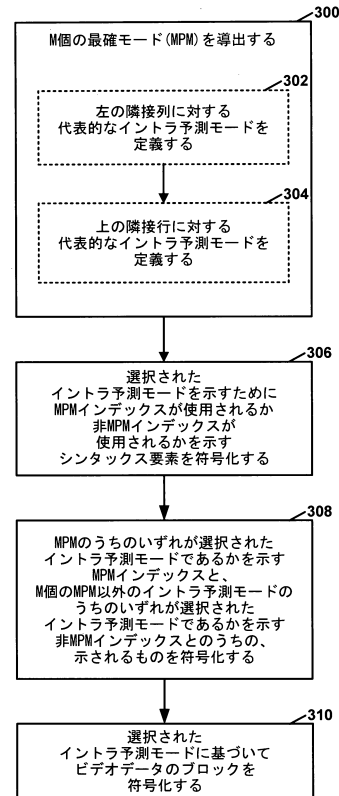 300
M個の最確モード(MPM)を導出する
302
左の隣接列に対する
代表的なイントラ予測モードを
定義する
304
上の隣接行に対する
代表的なイントラ予測モードを
定義する
306
選択された
イントラ予測モードを示すために
MPMインデックスが使用されるか
非MPMインデックスが
使用されるかを示す
シンタックス要素を符号化する
308
MPMのうちのいずれが選択された
イントラ予測モードであるかを示す
MPMインデックスと、
M個のMPM以外のイントラ予測モードの
うちのいずれが選択された
イントラ予測モードであるかを示す
非MPMインデックスとのうちの、
示されるものを符号化する
310
選択された
イントラ予測モードに基づいて
ビデオデータのブロックを
符号化する